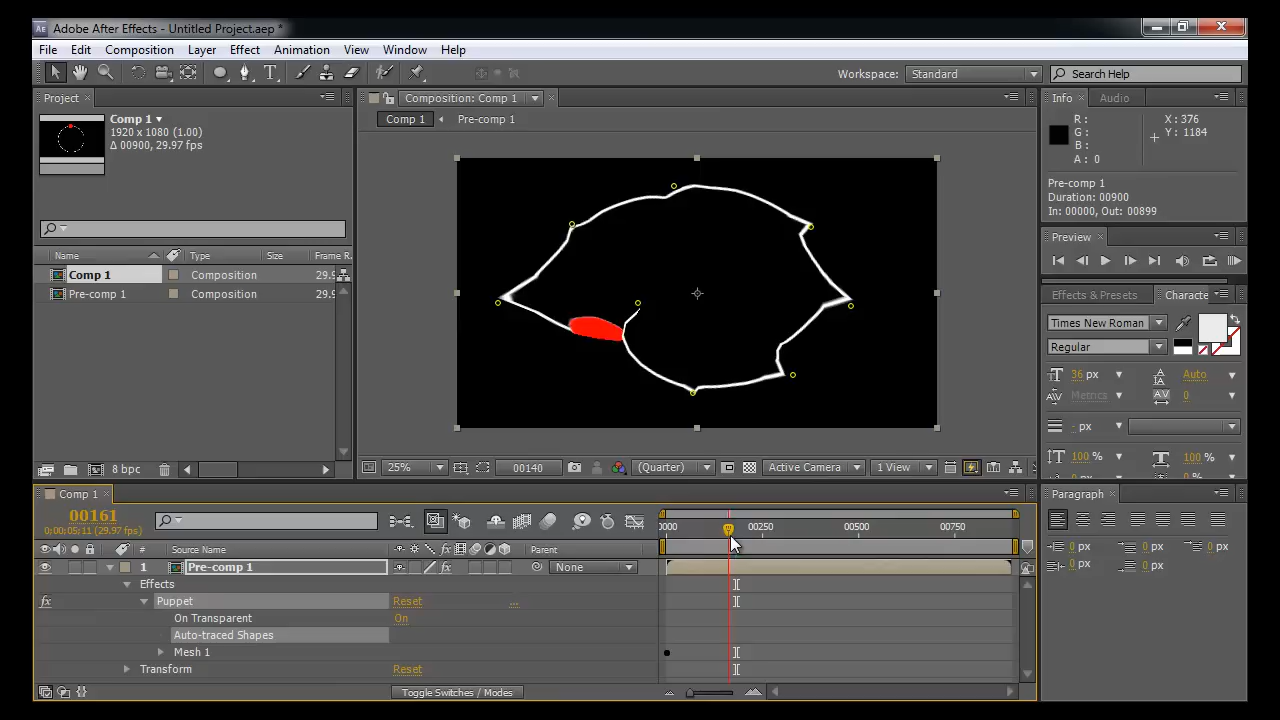 Adobe After Effects - Untitled Project.aep *
File Edit Composition Layer Effect Animation View Window Help
Workspace: Standard Search Help
Project
Comp 1
1920 x 1080 (1.00)
Δ 00900, 29.97 fps
Name Type Size Frame R
Comp 1 Composition 29.9
Pre-comp 1 Composition 29.9
8 bpc
Composition: Comp 1
Comp 1 Pre-comp 1
25% 00140 (Quarter) Active Camera 1 View
Info Audio
R :
G :
B :
A : 0
X : 376
Y : 1184
Pre-comp 1
Duration: 00900
In: 00000, Out: 00899
Preview
Effects & Presets Characte
Times New Roman
Regular
36 px Auto
Metrics 0
- px
100 % 100 %
Comp 1
00161
0;00;05;11 (29.97 fps)
0000 00250 00500 00750
# Source Name Parent
1 Pre-comp 1 None
Effects
Puppet Reset ...
On Transparent On
Auto-traced Shapes
Mesh 1
Transform Reset
Toggle Switches / Modes
Paragraph
0 px 0 px 0 px
0 px 0 px